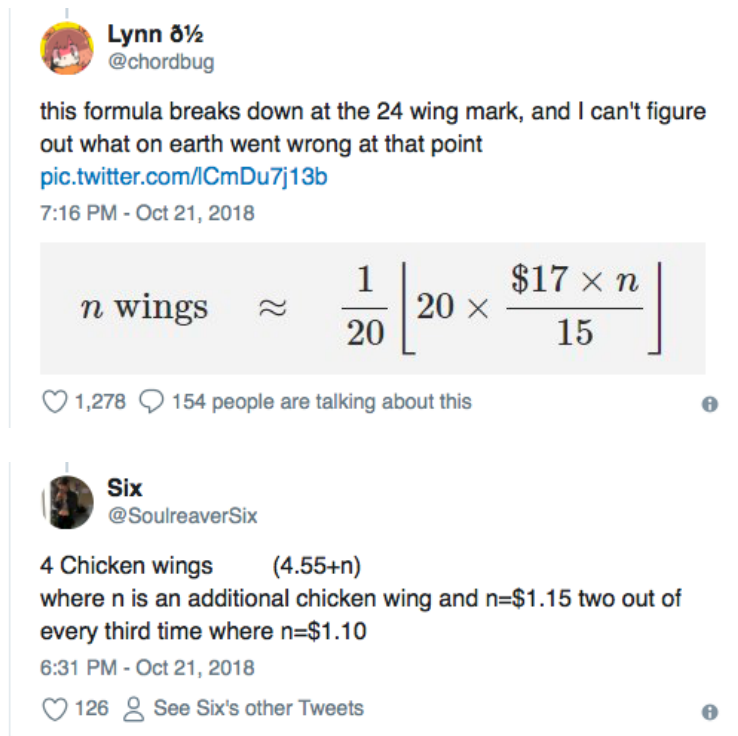 Lynn ð½
@chordbug
this formula breaks down at the 24 wing mark, and I can't figure
out what on earth went wrong at that point
pic.twitter.com/lCmDu7j13b
7:16 PM - Oct 21, 2018
n wings ≈ 1/20 ⌊20 × $17 × n/15⌋
1,278 154 people are talking about this
Six
@SoulreaverSix
4 Chicken wings (4.55+n)
where n is an additional chicken wing and n=$1.15 two out of
every third time where n=$1.10
6:31 PM - Oct 21, 2018
126 See Six's other Tweets